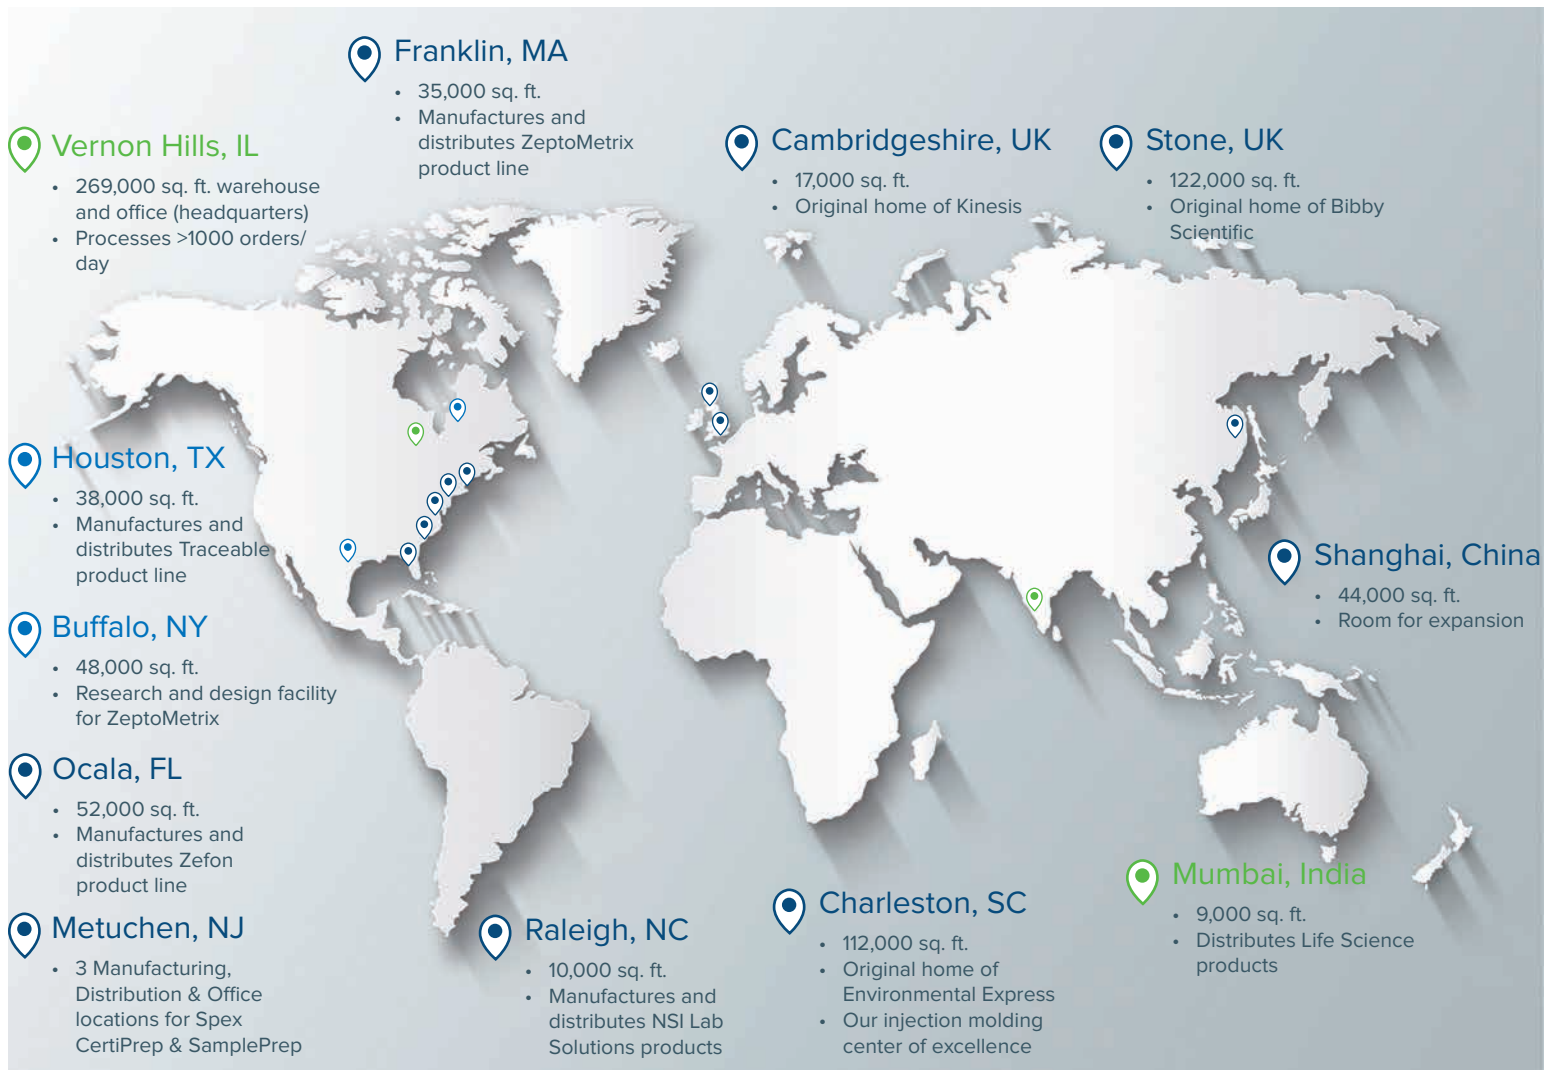 Franklin, MA
• 35,000 sq. ft.
• Manufactures and
distributes ZeptoMetrix
product line
Vernon Hills, IL
• 269,000 sq. ft. warehouse
and office (headquarters)
• Processes >1000 orders/
day
Cambridgeshire, UK
• 17,000 sq. ft.
• Original home of Kinesis
Stone, UK
• 122,000 sq. ft.
• Original home of Bibby
Scientific
Houston, TX
• 38,000 sq. ft.
• Manufactures and
distributes Traceable
product line
Buffalo, NY
• 48,000 sq. ft.
• Research and design facility
for ZeptoMetrix
Ocala, FL
• 52,000 sq. ft.
• Manufactures and
distributes Zefon
product line
Metuchen, NJ
• 3 Manufacturing,
Distribution & Office
locations for Spex
CertiPrep & SamplePrep
Raleigh, NC
• 10,000 sq. ft.
• Manufactures and
distributes NSI Lab
Solutions products
Charleston, SC
• 112,000 sq. ft.
• Original home of
Environmental Express
• Our injection molding
center of excellence
Shanghai, China
• 44,000 sq. ft.
• Room for expansion
Mumbai, India
• 9,000 sq. ft.
• Distributes Life Science
products